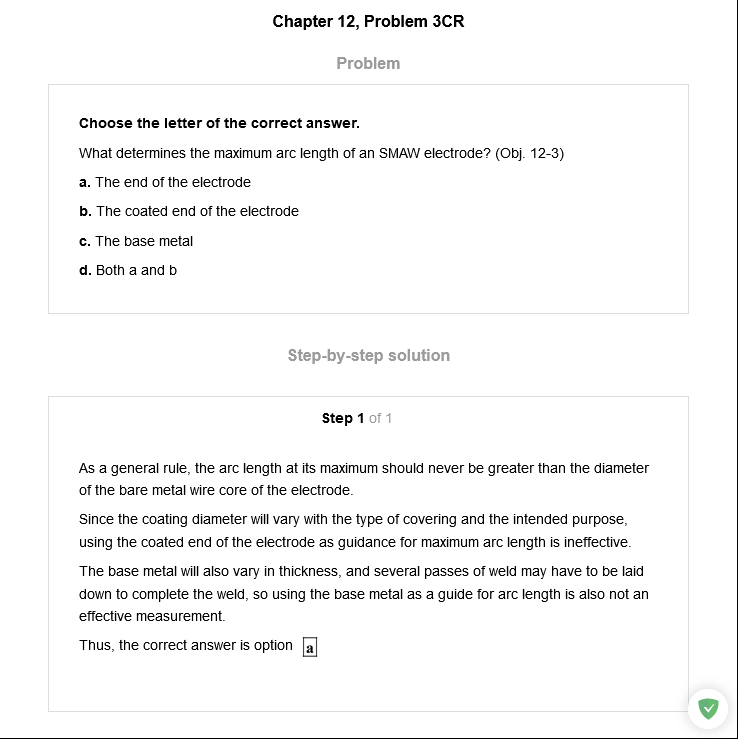 Chapter 12, Problem 3CR
Problem
Choose the letter of the correct answer.
What determines the maximum arc length of an SMAW electrode? (Obj. 12-3)
a. The end of the electrode
b. The coated end of the electrode
c. The base metal
d. Both a and b
Step-by-step solution
Step 1 of 1
As a general rule, the arc length at its maximum should never be greater than the diameter
of the bare metal wire core of the electrode.
Since the coating diameter will vary with the type of covering and the intended purpose,
using the coated end of the electrode as guidance for maximum arc length is ineffective.
The base metal will also vary in thickness, and several passes of weld may have to be laid
down to complete the weld, so using the base metal as a guide for arc length is also not an
effective measurement.
Thus, the correct answer is option a